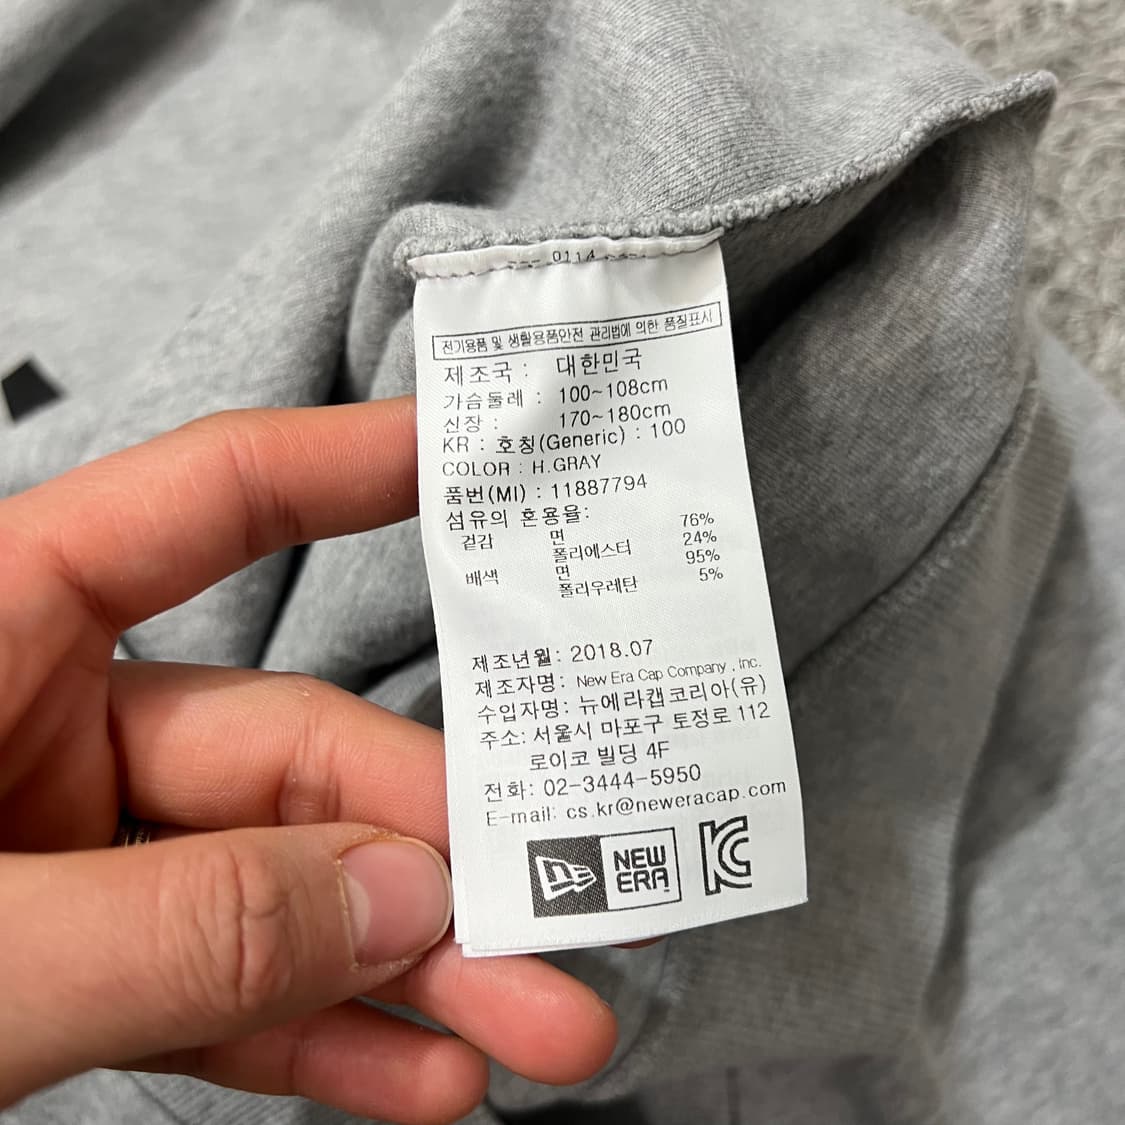 0114
전기용품 및 생활용품안전 관리법에 의한 품질표시
제조국 : 대한민국
가슴둘레 : 100~108cm
신장 : 170~180cm
KR : 호칭(Generic) : 100
COLOR : H.GRAY
품번(MI) : 11887794
섬유의 혼용율:
겉감 면 76%
폴리에스터 24%
배색 면 95%
폴리우레탄 5%
제조년월: 2018.07
제조자명: New Era Cap Company , Inc.
수입자명: 뉴에라캡코리아(유)
주소: 서울시 마포구 토정로 112
로이코 빌딩 4F
전화: 02-3444-5950
E-mail: cs.kr@neweracap.com
NEW
ERA
KC